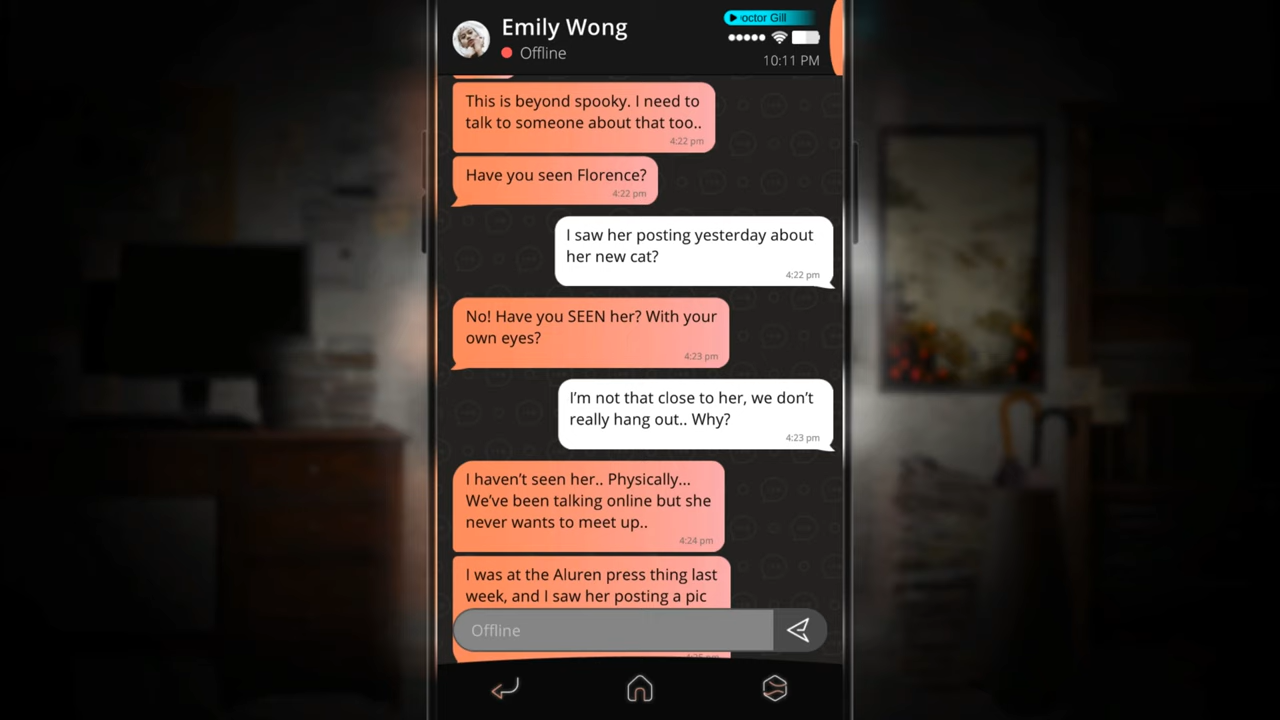 Emily Wong
Offline
octor Gill
10:11 PM
This is beyond spooky. I need to
talk to someone about that too..
4:22 pm
Have you seen Florence?
4:22 pm
I saw her posting yesterday about
her new cat?
4:22 pm
No! Have you SEEN her? With your
own eyes?
4:23 pm
I'm not that close to her, we don't
really hang out.. Why?
4:23 pm
I haven't seen her.. Physically...
We've been talking online but she
never wants to meet up..
4:24 pm
I was at the Aluren press thing last
week, and I saw her posting a pic
Offline